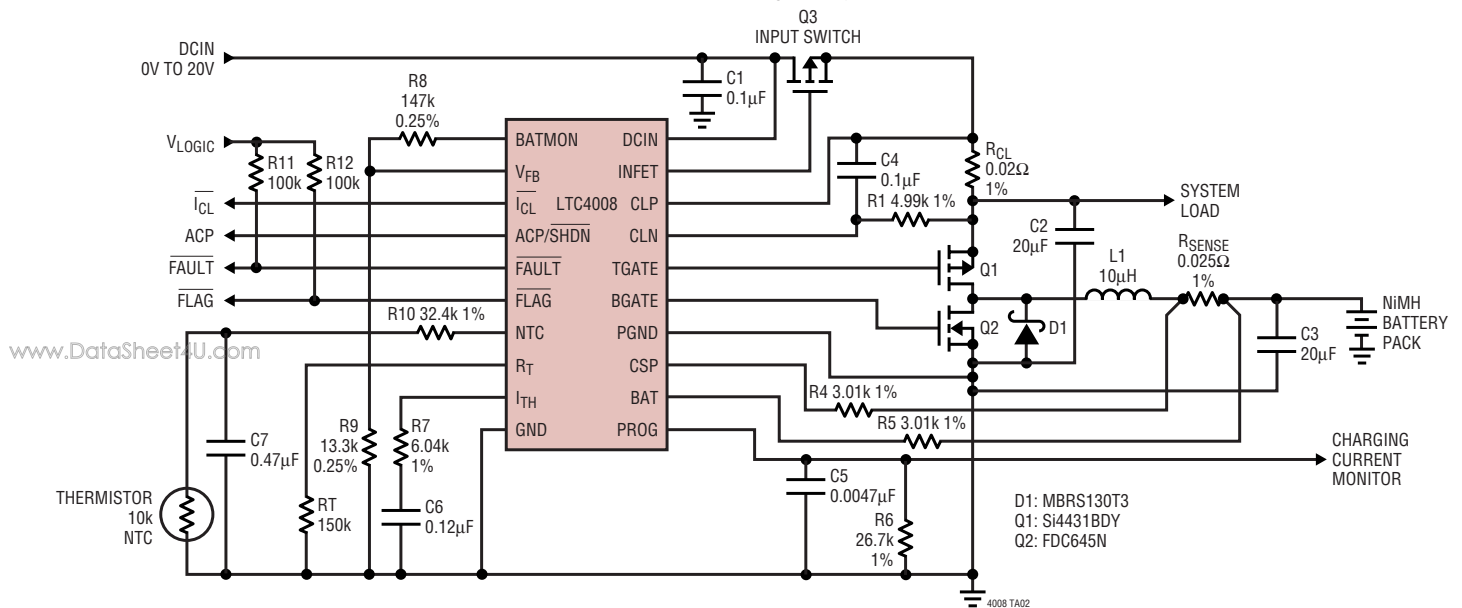 Q3
INPUT SWITCH
DCIN
0V TO 20V
R8
147k
0.25%
C1
0.1µF
VLOGIC
R11
100k
R12
100k
BATMON
DCIN
VFB
INFET
ICL
ICL
LTC4008
CLP
ACP
ACP/SHDN
CLN
FAULT
FAULT
TGATE
FLAG
FLAG
BGATE
NTC
PGND
RT
CSP
ITH
BAT
GND
PROG
C4
0.1µF
R1 4.99k 1%
RCL
0.02Ω
1%
SYSTEM
LOAD
C2
20µF
Q1
L1
10µH
RSENSE
0.025Ω
1%
Q2
D1
C3
20µF
NiMH
BATTERY
PACK
R10 32.4k 1%
www.DataSheet4U.com
R4 3.01k 1%
R5 3.01k 1%
C7
0.47µF
R9
13.3k
0.25%
R7
6.04k
1%
CHARGING
CURRENT
MONITOR
THERMISTOR
10k
NTC
RT
150k
C6
0.12µF
C5
0.0047µF
R6
26.7k
1%
D1: MBRS130T3
Q1: Si4431BDY
Q2: FDC645N
4008 TA02